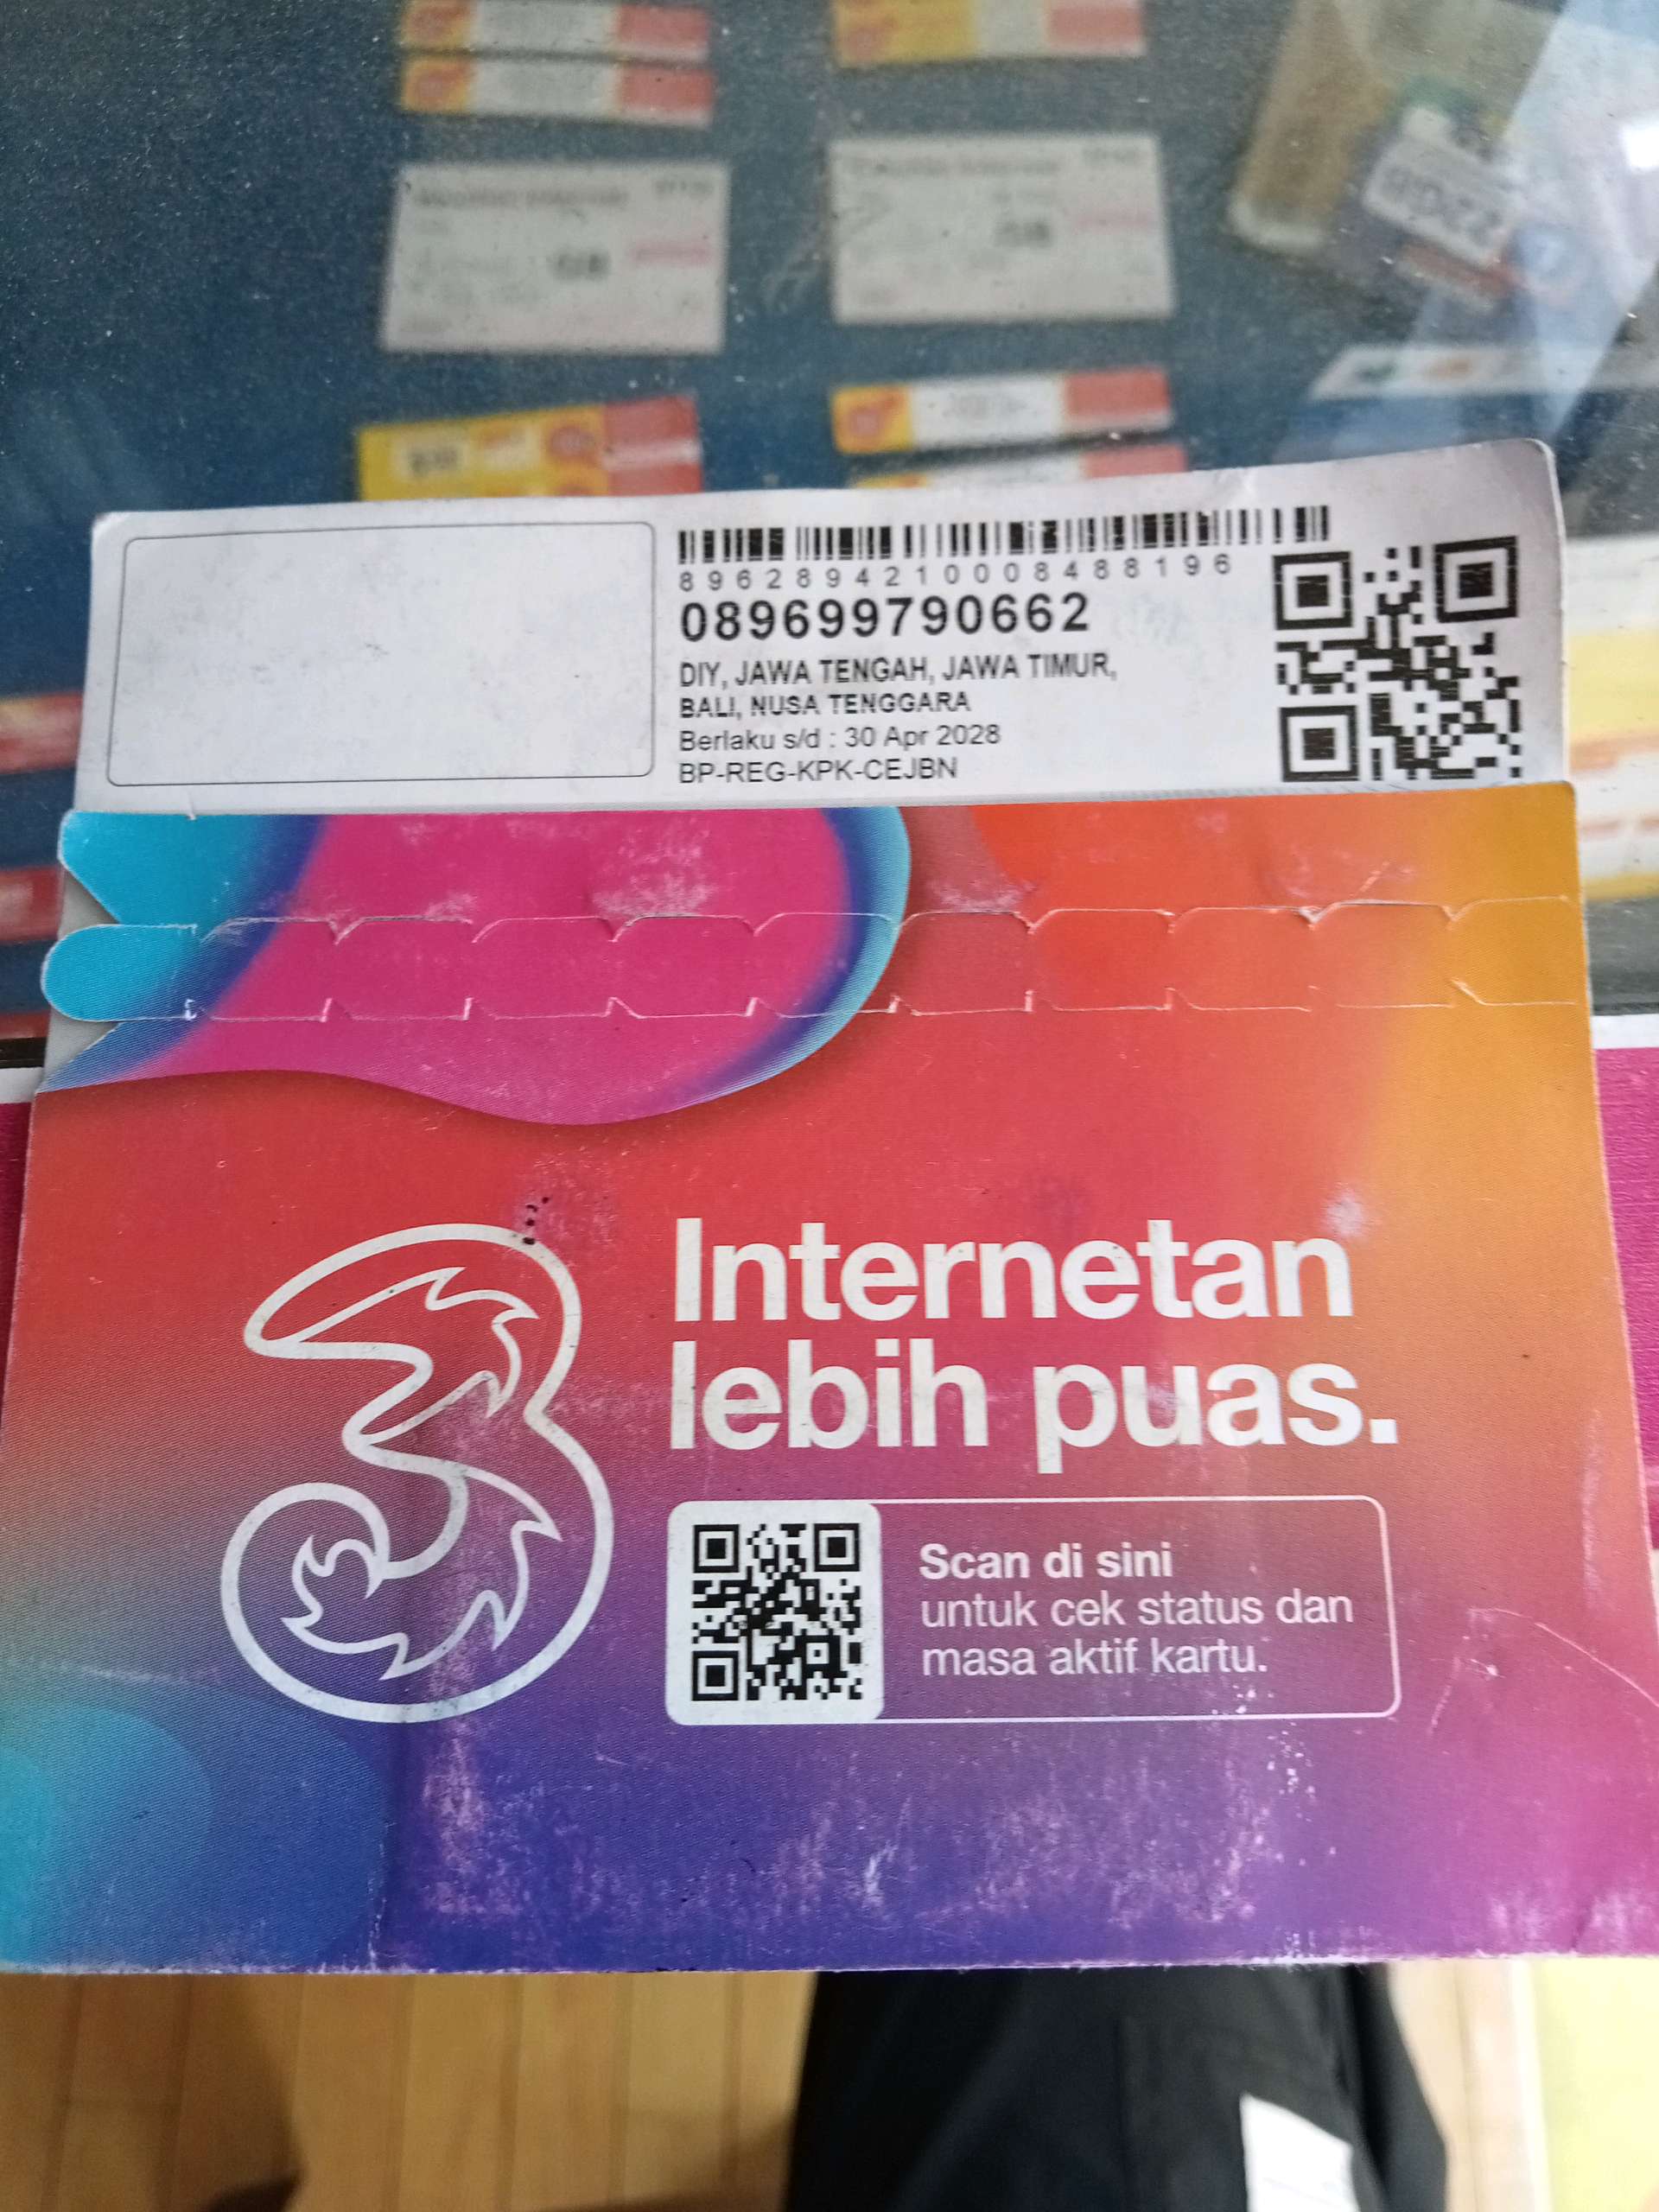 8962894210008488196
089699790662
DIY, JAWA TENGAH, JAWA TIMUR,
BALI, NUSA TENGGARA
Berlaku s/d : 30 Apr 2028
BP-REG-KPK-CEJBN
3
Internetan
lebih puas.
Scan di sini
untuk cek status dan
masa aktif kartu.